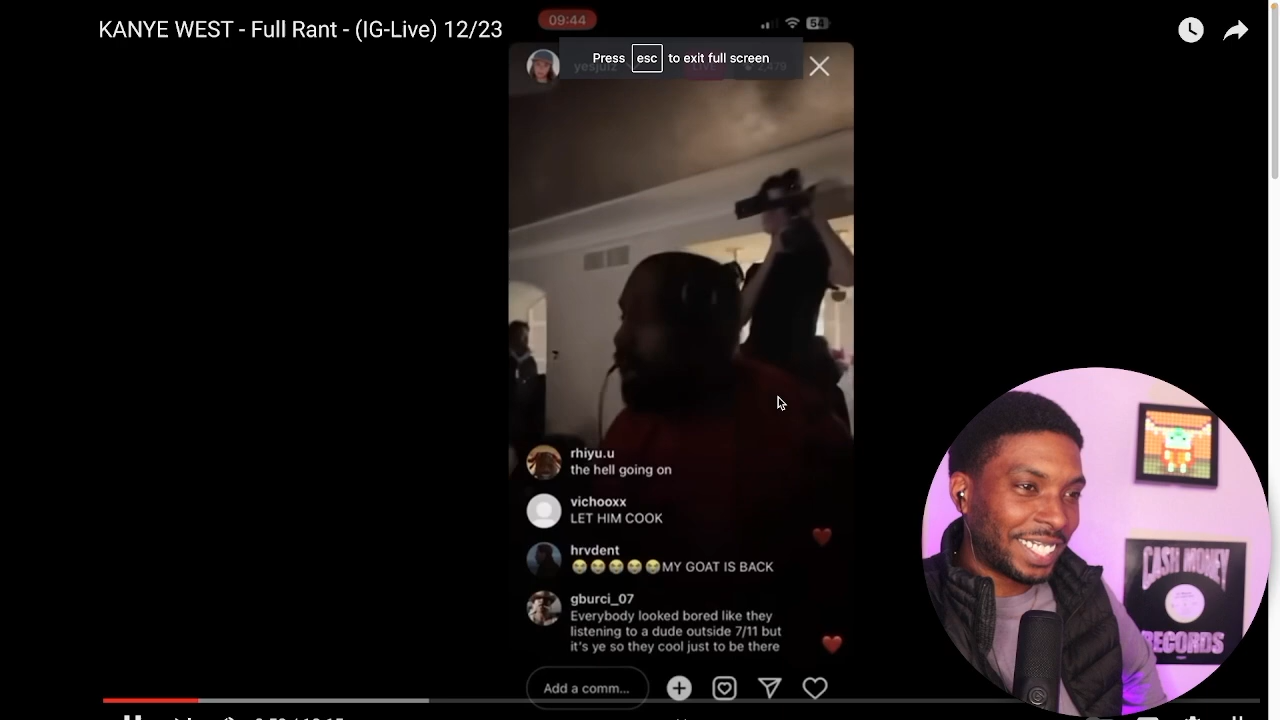 KANYE WEST - Full Rant - (IG-Live) 12/23
09:44
54
Press esc to exit full screen
rhiyu.u
the hell going on
vichooxx
LET HIM COOK
hrvdent
😭😭😭😭😭MY GOAT IS BACK
gburci_07
Everybody looked bored like they
listening to a dude outside 7/11 but
it's ye so they cool just to be there
Add a comm...
CASH MONEY
RECORDS